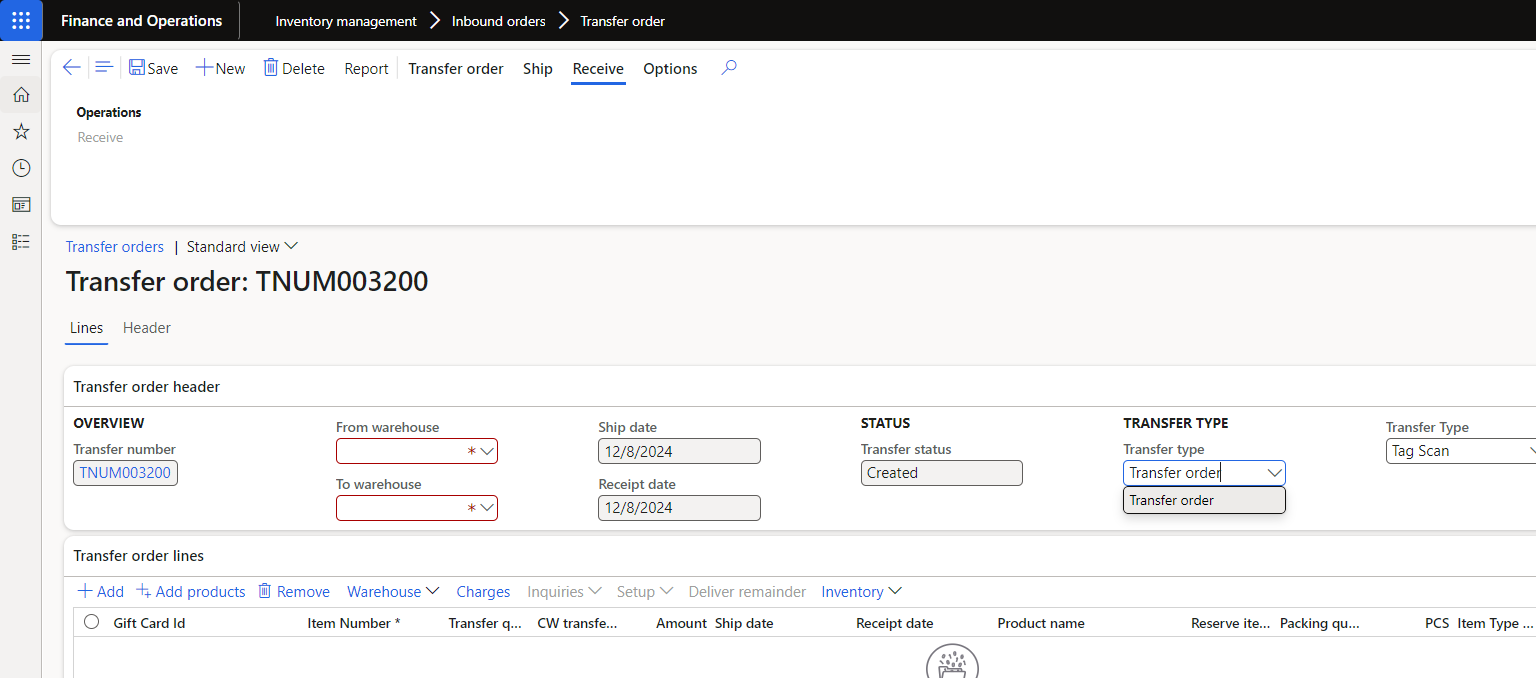 Finance and Operations
Inventory management > Inbound orders > Transfer order
Save New Delete Report Transfer order Ship Receive Options
Operations
Receive
Transfer orders | Standard view
Transfer order: TNUM003200
Lines Header
Transfer order header
OVERVIEW
Transfer number
TNUM003200
From warehouse
*
To warehouse
*
Ship date
12/8/2024
Receipt date
12/8/2024
STATUS
Transfer status
Created
TRANSFER TYPE
Transfer type
Transfer order
Transfer order
Transfer Type
Tag Scan
Transfer order lines
Add Add products Remove Warehouse Charges Inquiries Setup Deliver remainder Inventory
Gift Card Id Item Number * Transfer q... CW transfe... Amount Ship date Receipt date Product name Reserve ite... Packing qu... PCS Item Type ...